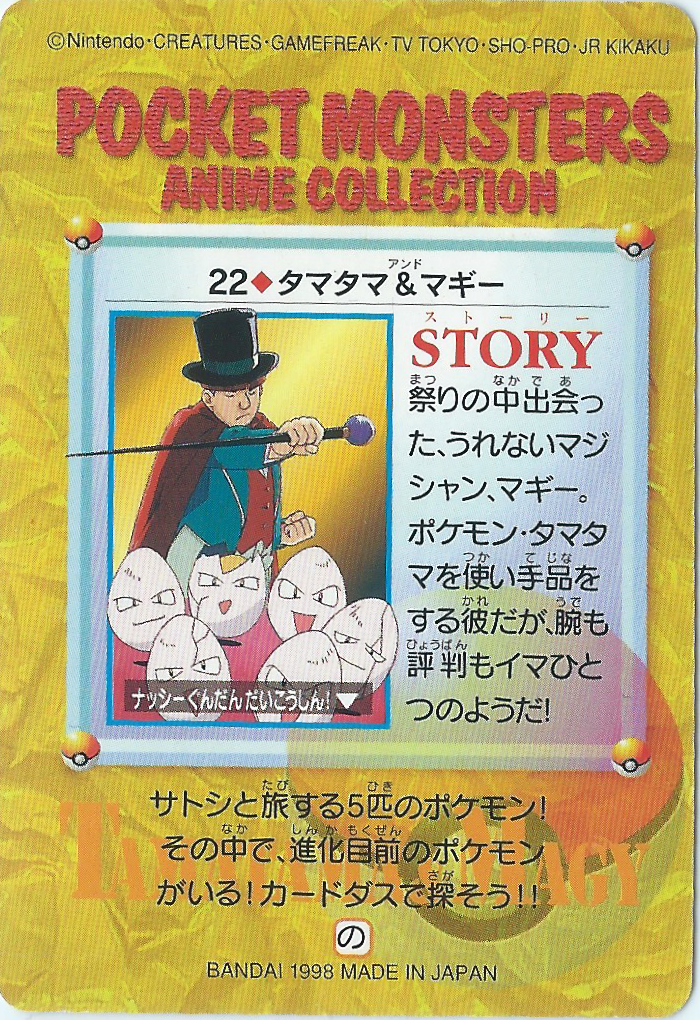 ©Nintendo・CREATURES・GAMEFREAK・TV TOKYO・SHO-PRO・JR KIKAKU
POCKET MONSTERS
ANIME COLLECTION
アンド
22◆タマタマ&マギー
ストーリー
STORY
まつ なかで あ
祭りの中出会っ
た、うれないマジ
シャン、マギー。
ポケモン・タマタ
つか てじな
マを使い手品を
かれ うで
する彼だが、腕も
ひょうばん
評判もイマひと
つのようだ!
ナッシーぐんだんだいこうしん!▼
たび ひき
サトシと旅する5匹のポケモン!
なか しんかもくぜん
その中で、進化目前のポケモン
さが
がいる!カードダスで探そう!!
TAMATAMA & MAGY
の
BANDAI 1998 MADE IN JAPAN